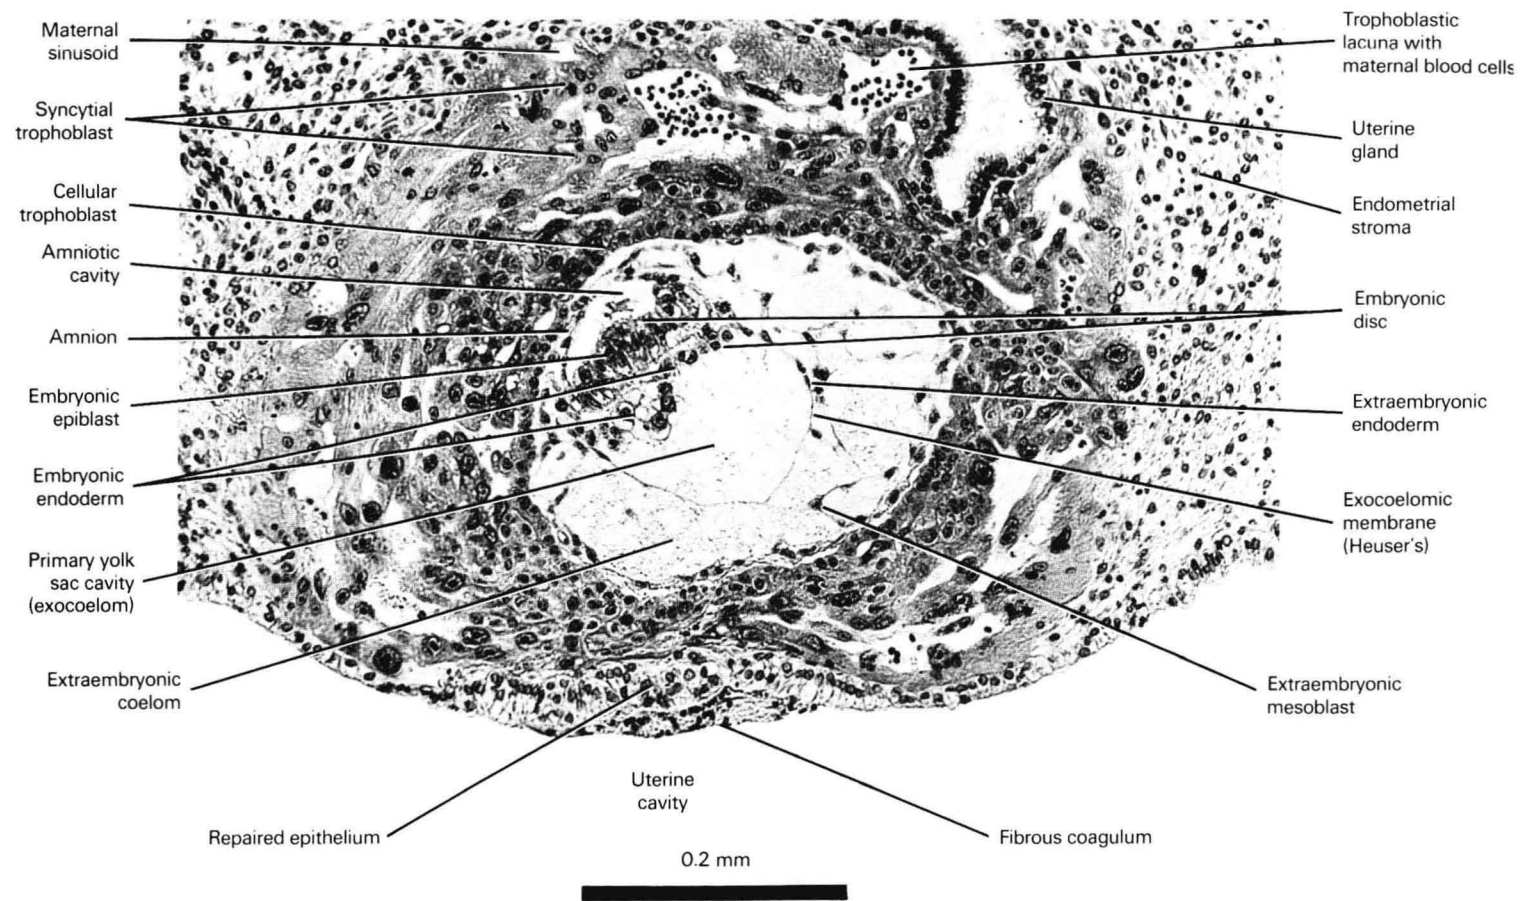 Maternal
sinusoid
Syncytial
trophoblast
Cellular
trophoblast
Amniotic
cavity
Amnion
Embryonic
epiblast
Embryonic
endoderm
Primary yolk
sac cavity
(exocoelom)
Extraembryonic
coelom
Repaired epithelium
Uterine
cavity
0.2 mm
Fibrous coagulum
Trophoblastic
lacuna with
maternal blood cells
Uterine
gland
Endometrial
stroma
Embryonic
disc
Extraembryonic
endoderm
Exocoelomic
membrane
(Heuser's)
Extraembryonic
mesoblast